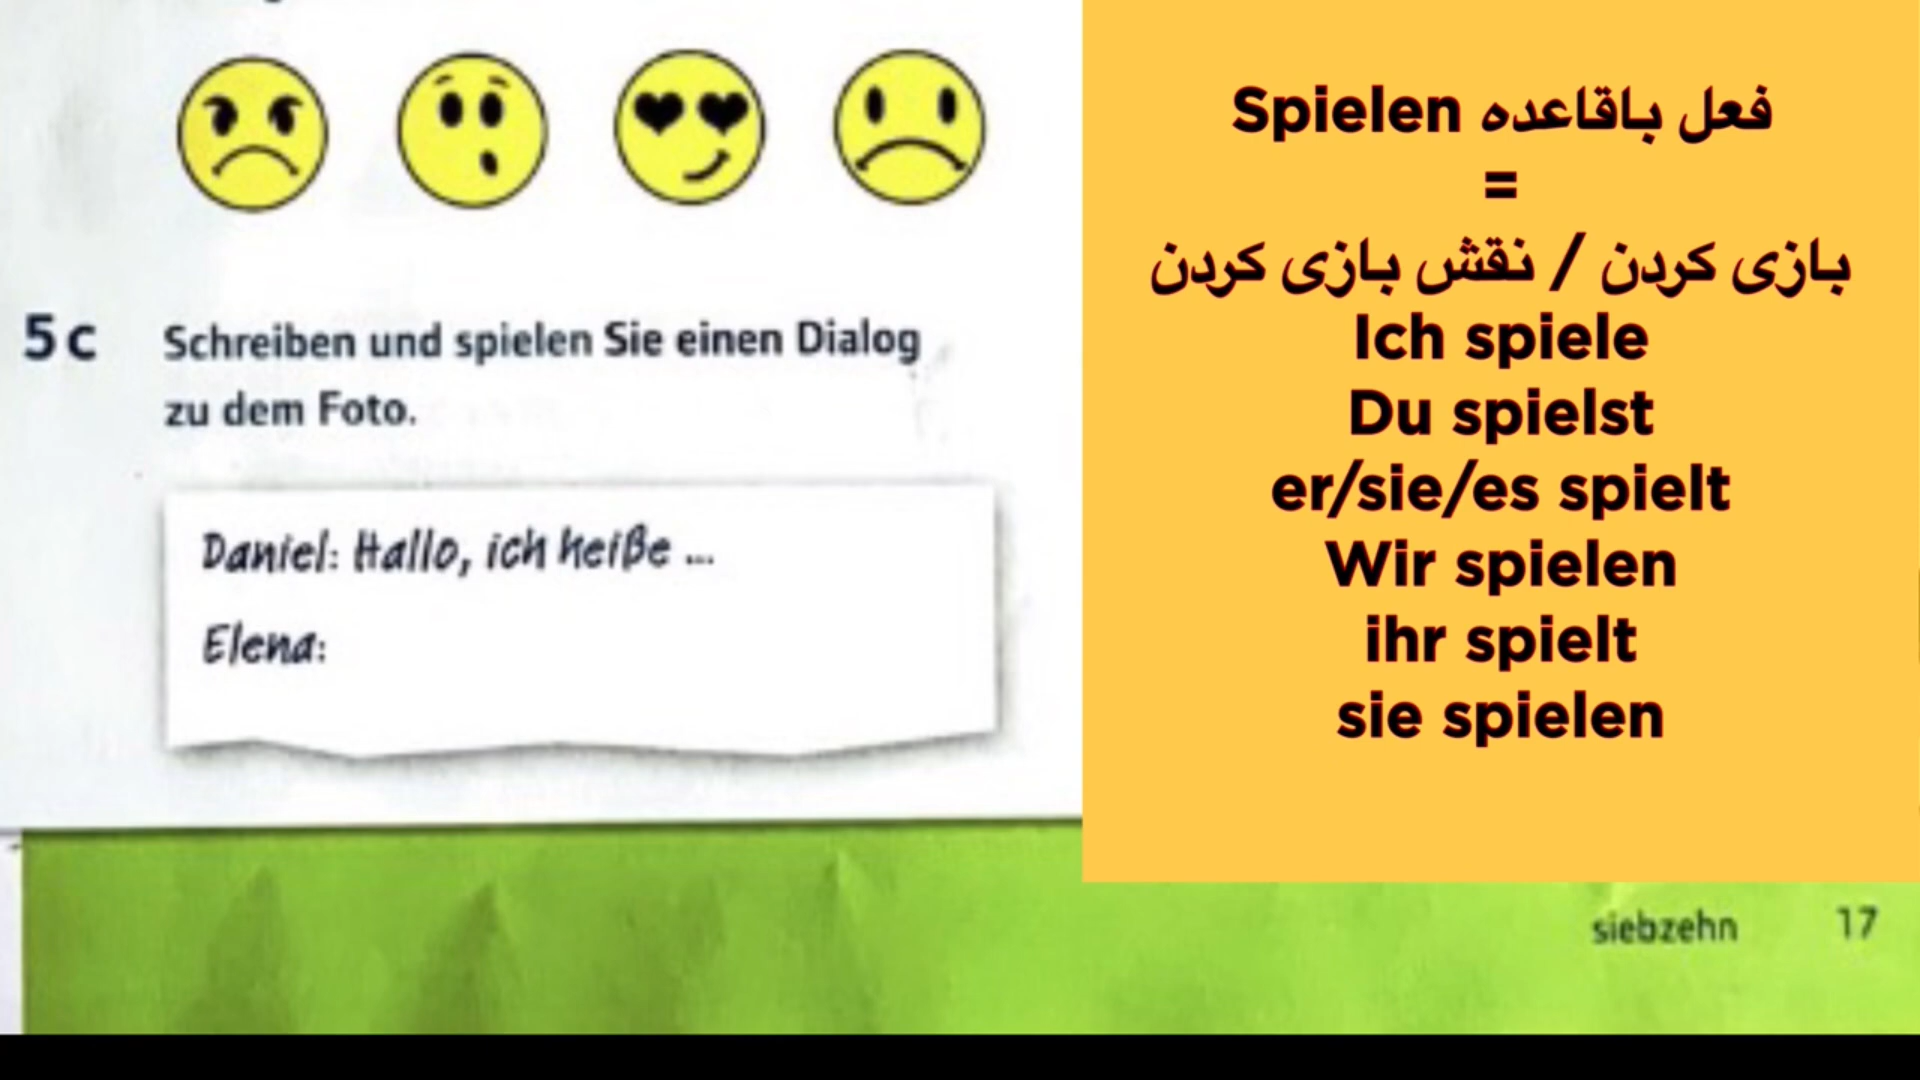 5c Schreiben und spielen Sie einen Dialog
zu dem Foto.
Daniel: Hallo, ich heiße ...
Elena:
فعل باقاعده Spielen
=
بازی کردن / نقش بازی کردن
Ich spiele
Du spielst
er/sie/es spielt
Wir spielen
ihr spielt
sie spielen
siebzehn 17